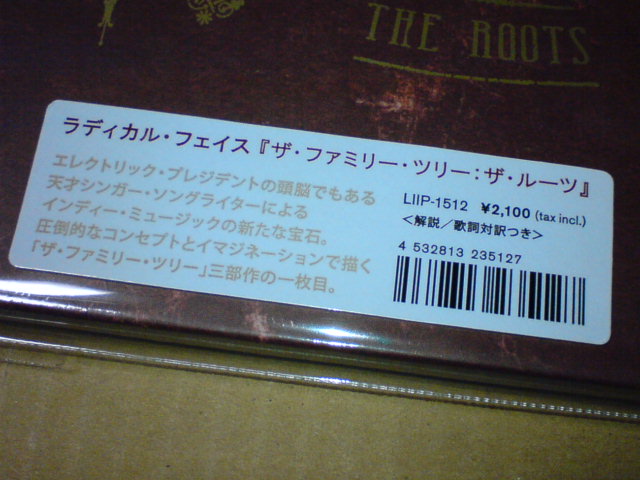 THE ROOTS
ラディカル・フェイス『ザ・ファミリー・ツリー：ザ・ルーツ』
エレクトリック・プレジデントの頭脳でもある
天才シンガー・ソングライターによる
インディー・ミュージックの新たな宝石。
圧倒的なコンセプトとイマジネーションで描く
「ザ・ファミリー・ツリー」三部作の一枚目。
LIIP-1512 ¥2,100 (tax incl.)
＜解説／歌詞対訳つき＞
4 532813 235127